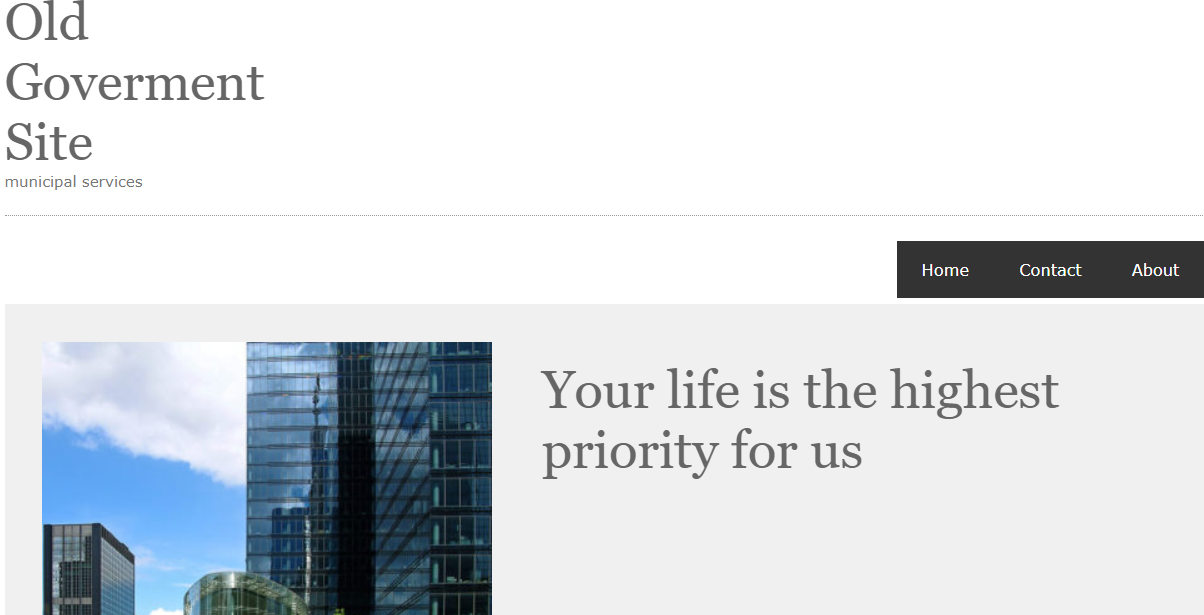 Old
Goverment
Site
municipal services
Home Contact About
Your life is the highest
priority for us